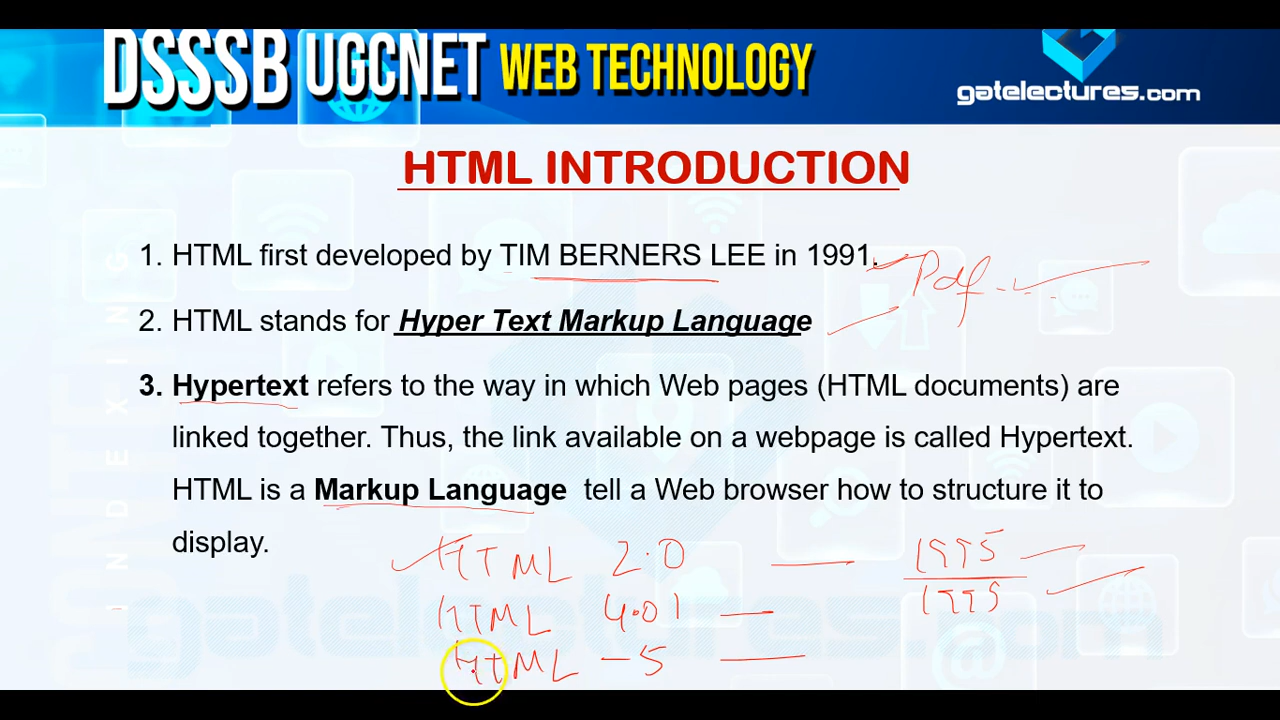 DSSSB UGCNET WEB TECHNOLOGY
gatelectures.com
HTML INTRODUCTION
1. HTML first developed by TIM BERNERS LEE in 1991.
Pdf
2. HTML stands for Hyper Text Markup Language
3. Hypertext refers to the way in which Web pages (HTML documents) are
linked together. Thus, the link available on a webpage is called Hypertext.
HTML is a Markup Language tell a Web browser how to structure it to
display.
HTML 2.0 — 1995
1995
HTML 4.01 —
HTML - 5 —
gatelectures.com